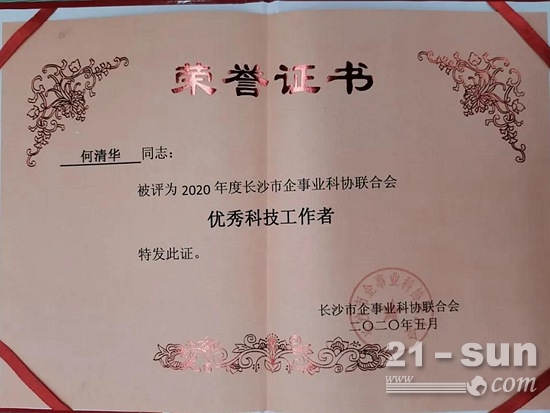 荣誉证书
何清华 同志：
被评为 2020 年度长沙市企事业科协联合会
优秀科技工作者
特发此证。
长沙市企事业科协联合会
二〇二〇年五月
21-sun
www. .com